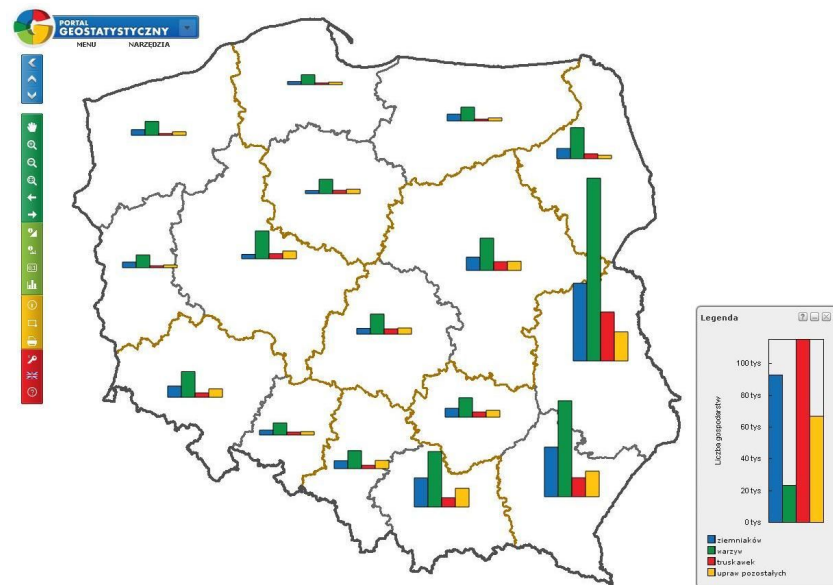 PORTAL
GEOSTATYSTYCZNY
MENU NARZĘDZIA
Legenda
100 tys
80 tys
60 tys
40 tys
20 tys
0 tys
Liczba gospodarstw
ziemniaków
warzyw
truskawek
upraw pozostałych